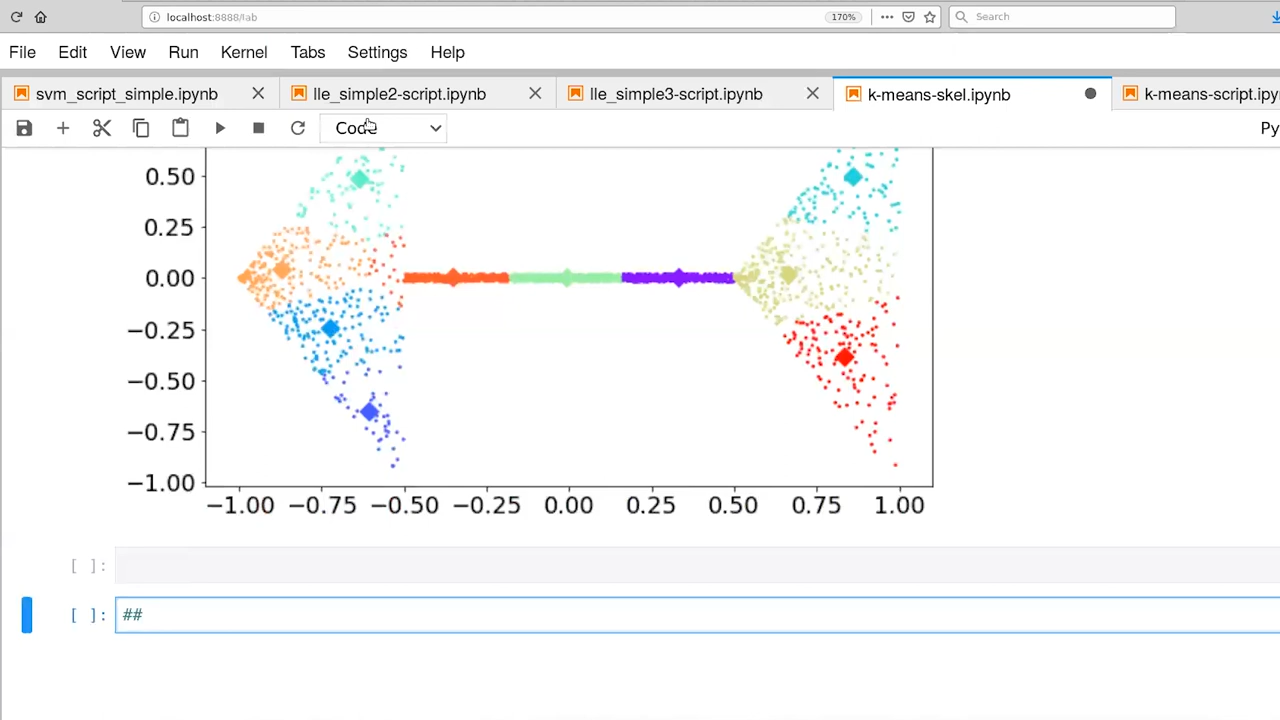 localhost:8888/lab 170% Search
File Edit View Run Kernel Tabs Settings Help
svm_script_simple.ipynb lle_simple2-script.ipynb lle_simple3-script.ipynb k-means-skel.ipynb k-means-script.ipy
Code Py
0.50
0.25
0.00
−0.25
−0.50
−0.75
−1.00
−1.00 −0.75 −0.50 −0.25 0.00 0.25 0.50 0.75 1.00
[ ]:
[ ]: ##